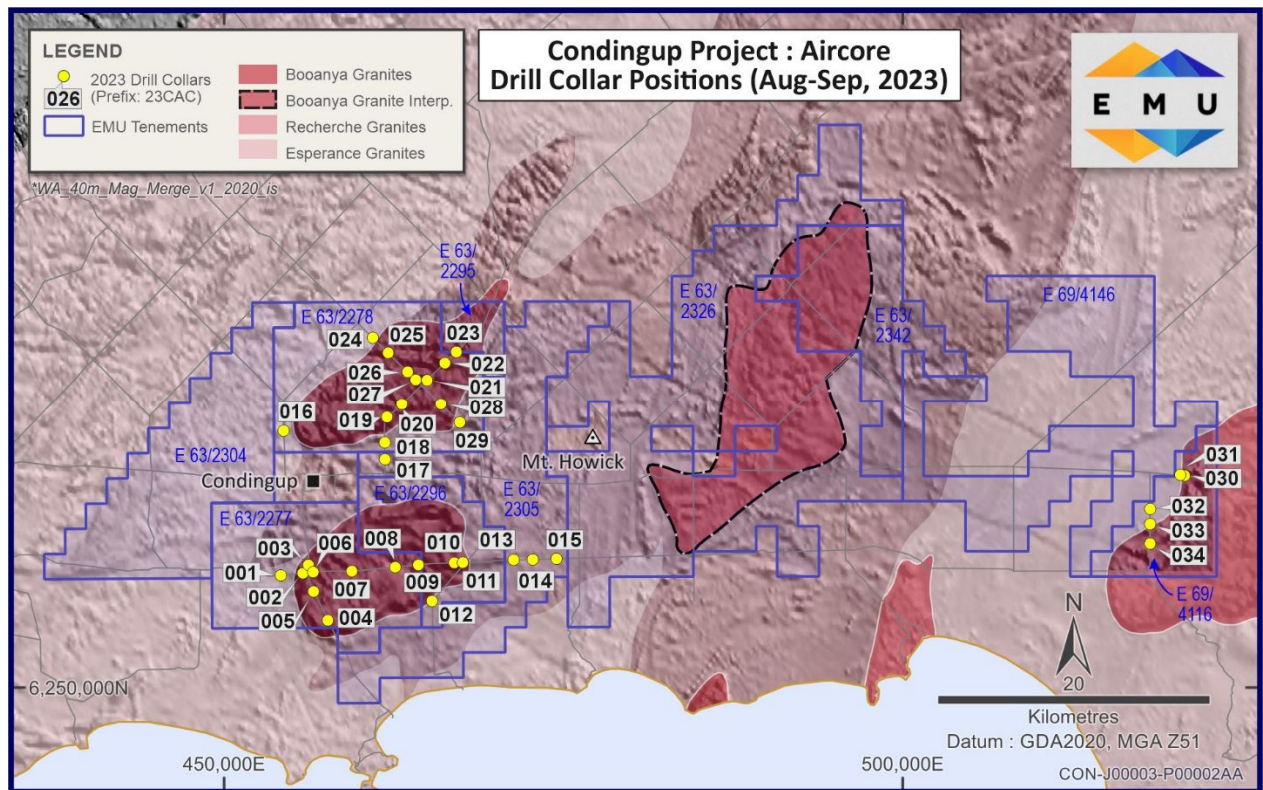 LEGEND
2023 Drill Collars
(Prefix: 23CAC)
026
EMU Tenements
Booanya Granites
Booanya Granite Interp.
Recherche Granites
Esperance Granites
*WA_40m_Mag_Merge_v1_2020_is
Condingup Project : Aircore
Drill Collar Positions (Aug-Sep, 2023)
E M U
E 63/
2295
E 63/2278
024
025
023
022
026
027
021
028
016
019
020
029
018
017
E 63/2304
Condingup
Mt. Howick
E 63/
2326
E 63/
2342
E 69/4146
E 63/2296
E 63/
2305
E 63/2277
003
006
008
010
013
015
001
002
007
009
011
014
005
004
012
031
030
032
033
034
E 69/
4116
N
20
Kilometres
Datum : GDA2020, MGA Z51
CON-J00003-P00002AA
6,250,000N
450,000E
500,000E